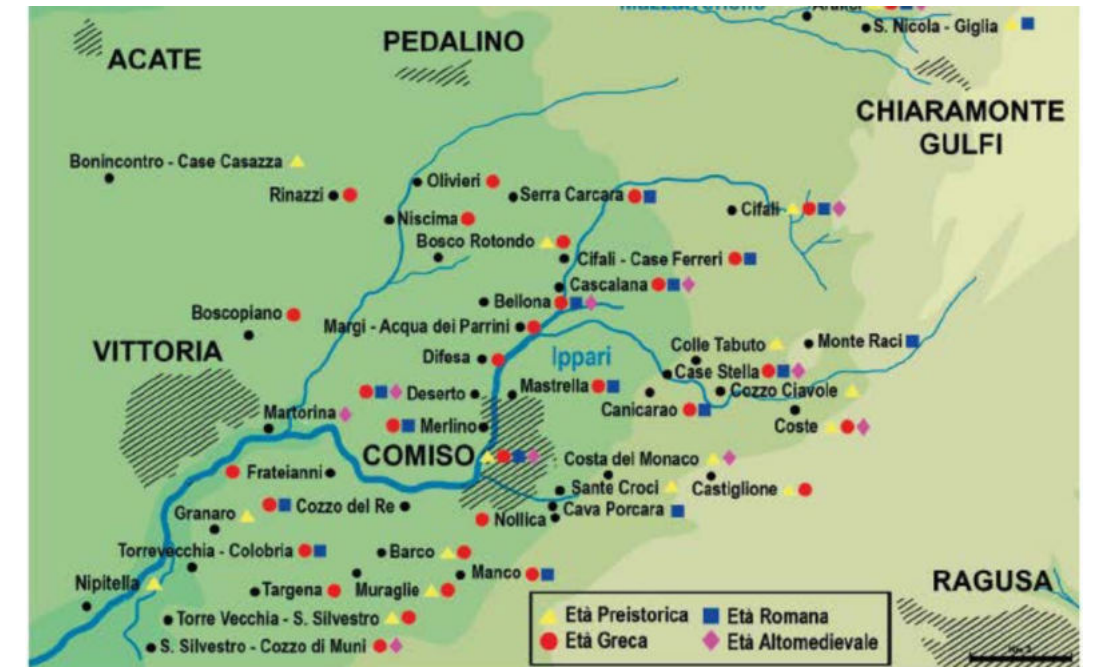 S. Nicola - Giglia
ACATE
PEDALINO
CHIARAMONTE
GULFI
Bonincontro - Case Casazza
Rinazzi
Olivieri
Serra Carcara
Cifali
Niscima
Bosco Rotondo
Cifali - Case Ferreri
Cascalana
Bellona
Boscopiano
Margi - Acqua dei Parrini
VITTORIA
Difesa
Ippari
Colle Tabuto
Monte Raci
Case Stella
Deserto
Mastrella
Cozzo Ciavole
Martorina
Merlino
Canicarao
Coste
COMISO
Costa del Monaco
Frateianni
Sante Croci
Castiglione
Cozzo del Re
Cava Porcara
Granaro
Nollica
Torrevecchia - Colobria
Barco
Nipitella
Targena
Muraglie
Manco
RAGUSA
Torre Vecchia - S. Silvestro
S. Silvestro - Cozzo di Muni
Età Preistorica
Età Romana
Età Greca
Età Altomedievale